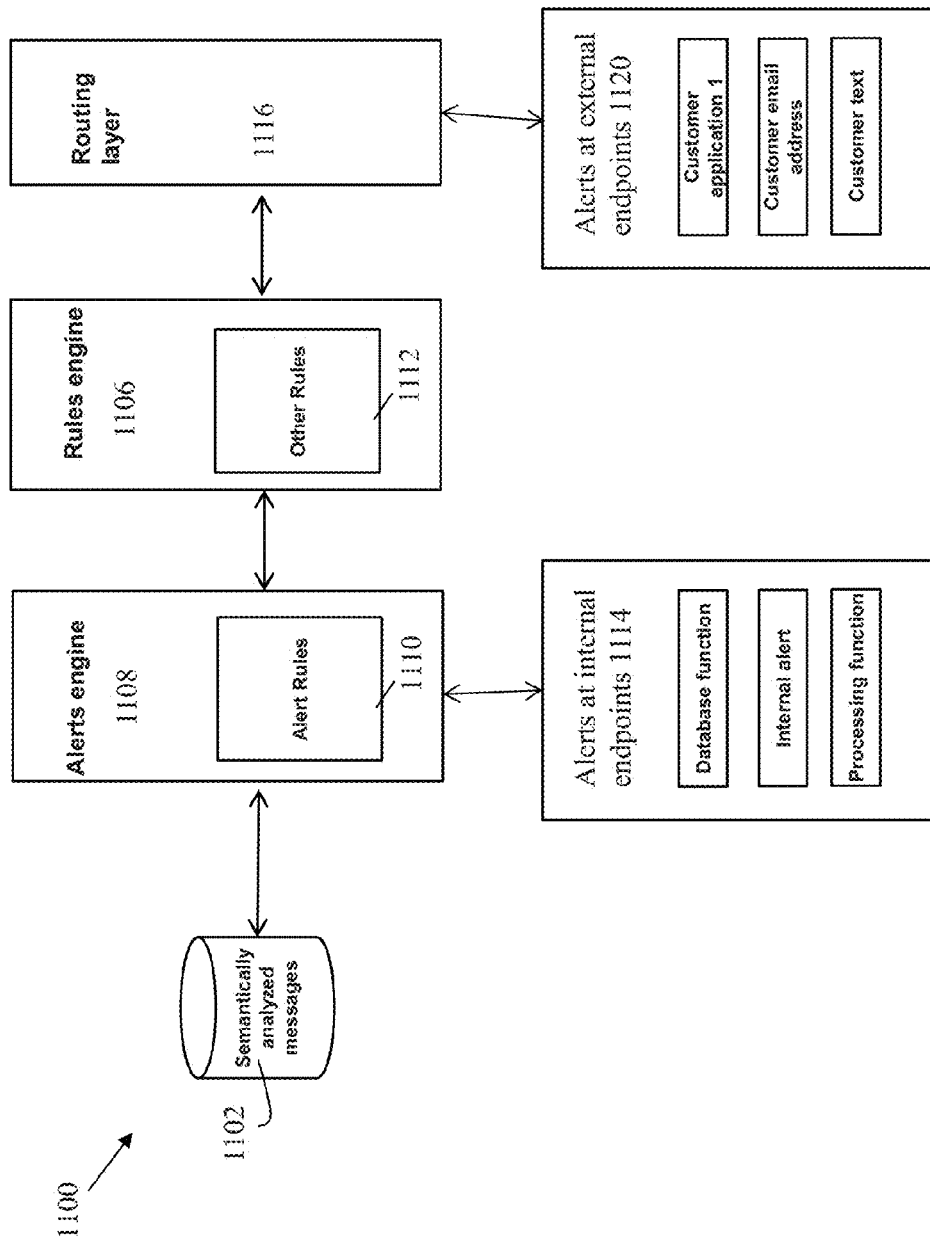 1100
1102
Semantically
analyzed
messages
Alerts engine
1108
Alert Rules
1110
Rules engine
1106
Other Rules
1112
Routing
layer
1116
Alerts at internal
endpoints 1114
Database function
Internal alert
Processing function
Alerts at external
endpoints 1120
Customer
application 1
Customer email
address
Customer text